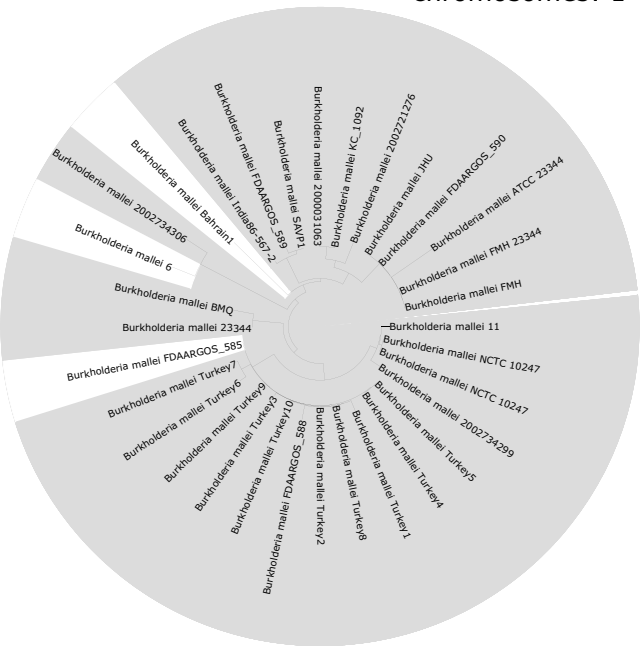 Burkholderia mallei India86-567-2
Burkholderia mallei FDAARGOS_589
Burkholderia mallei SAVP1
Burkholderia mallei 2000031063
Burkholderia mallei KC_1092
Burkholderia mallei 2002721276
Burkholderia mallei JHU
Burkholderia mallei FDAARGOS_590
Burkholderia mallei ATCC 23344
Burkholderia mallei FMH 23344
Burkholderia mallei FMH
Burkholderia mallei 11
Burkholderia mallei NCTC 10247
Burkholderia mallei NCTC 10247
Burkholderia mallei 2002734299
Burkholderia mallei Turkey5
Burkholderia mallei Turkey4
Burkholderia mallei Turkey1
Burkholderia mallei Turkey8
Burkholderia mallei Turkey2
Burkholderia mallei FDAARGOS_588
Burkholderia mallei Turkey10
Burkholderia mallei Turkey3
Burkholderia mallei Turkey9
Burkholderia mallei Turkey6
Burkholderia mallei Turkey7
Burkholderia mallei FDAARGOS_585
Burkholderia mallei 23344
Burkholderia mallei BMQ
Burkholderia mallei 6
Burkholderia mallei 2002734306
Burkholderia mallei Bahrain1